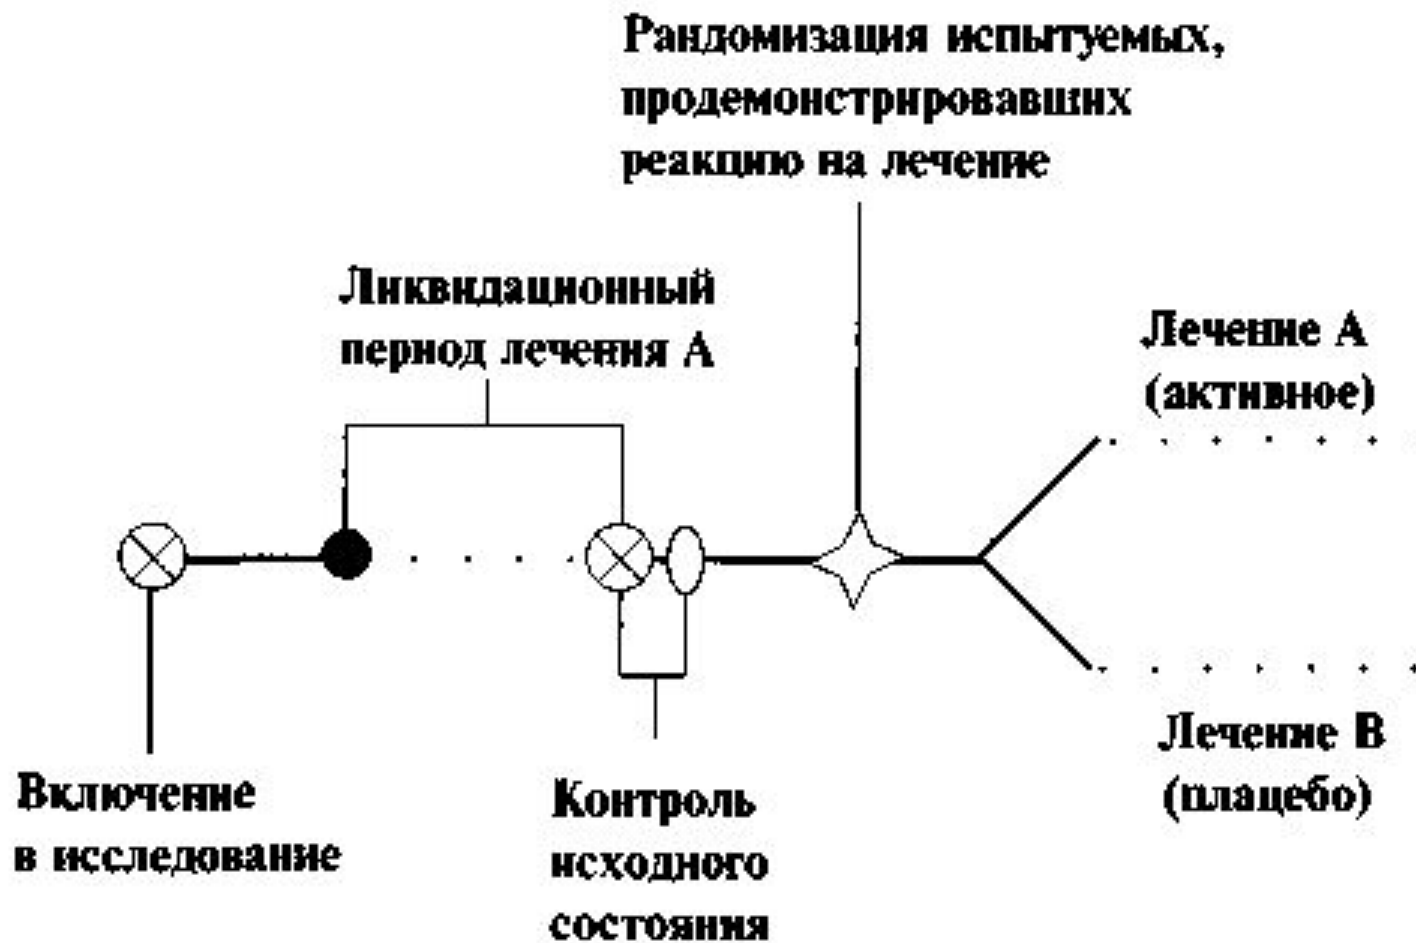 Рандомизация испытуемых,
продемонстрировавших
реакцию на лечение
Ликвидационный
период лечения А
Лечение А
(активное)
Включение
в исследование
Контроль
исходного
состояния
Лечение В
(плацебо)